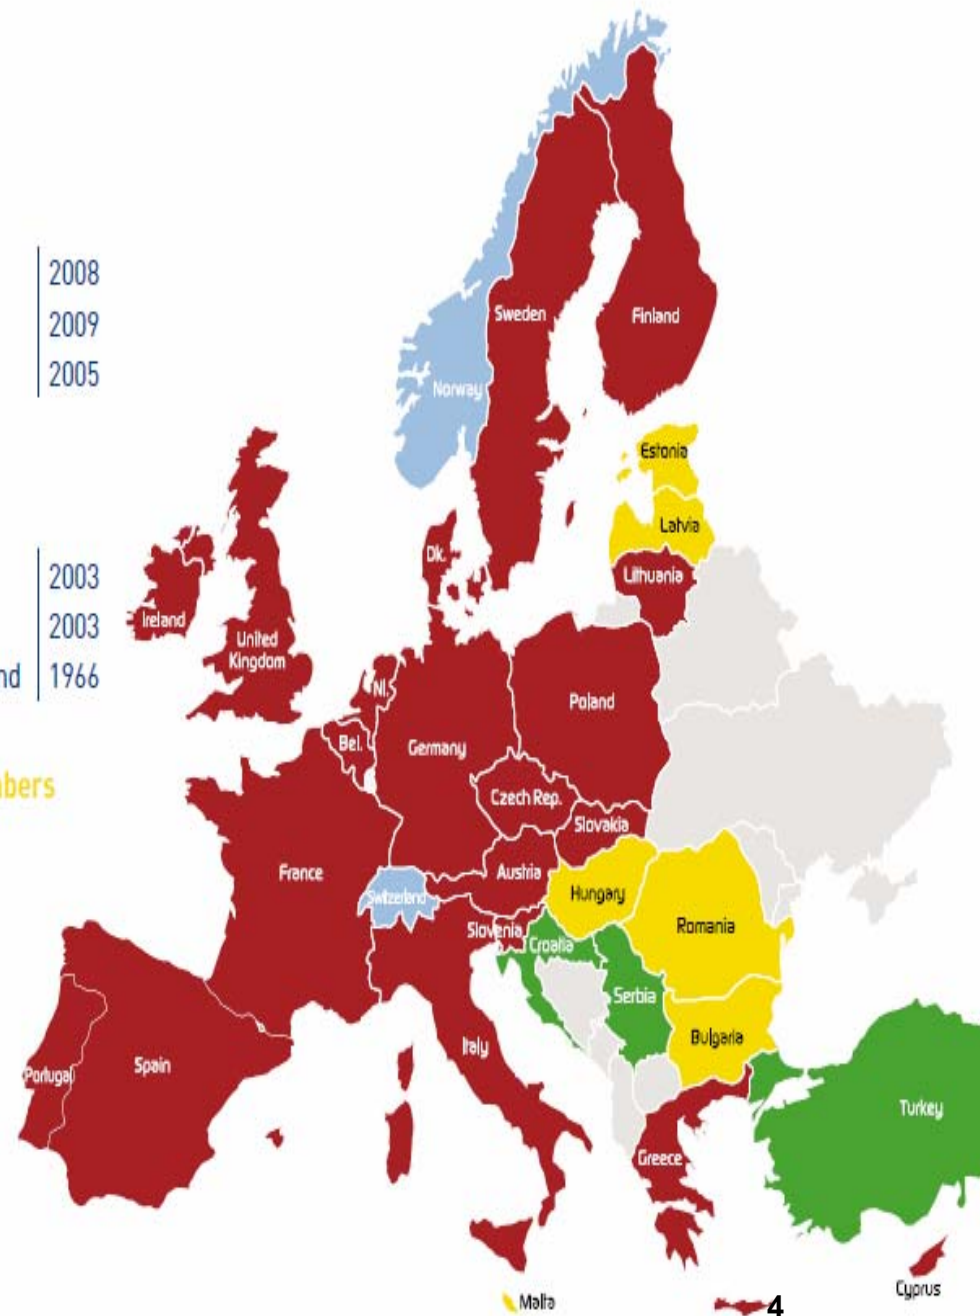 2008
2009
2005
Sweden
Finland
Norway
Estonia
Latvia
Dk.
Lithuania
2003
2003
nd 1966
Ireland
United
Kingdom
Nl.
Poland
Bel.
Germany
bers
Czech Rep.
Slovakia
France
Austria
Switzerland
Hungary
Romania
Slovenia
Croatia
Serbia
Bulgaria
Italy
Portugal
Spain
Turkey
Greece
Cyprus
Malta
4